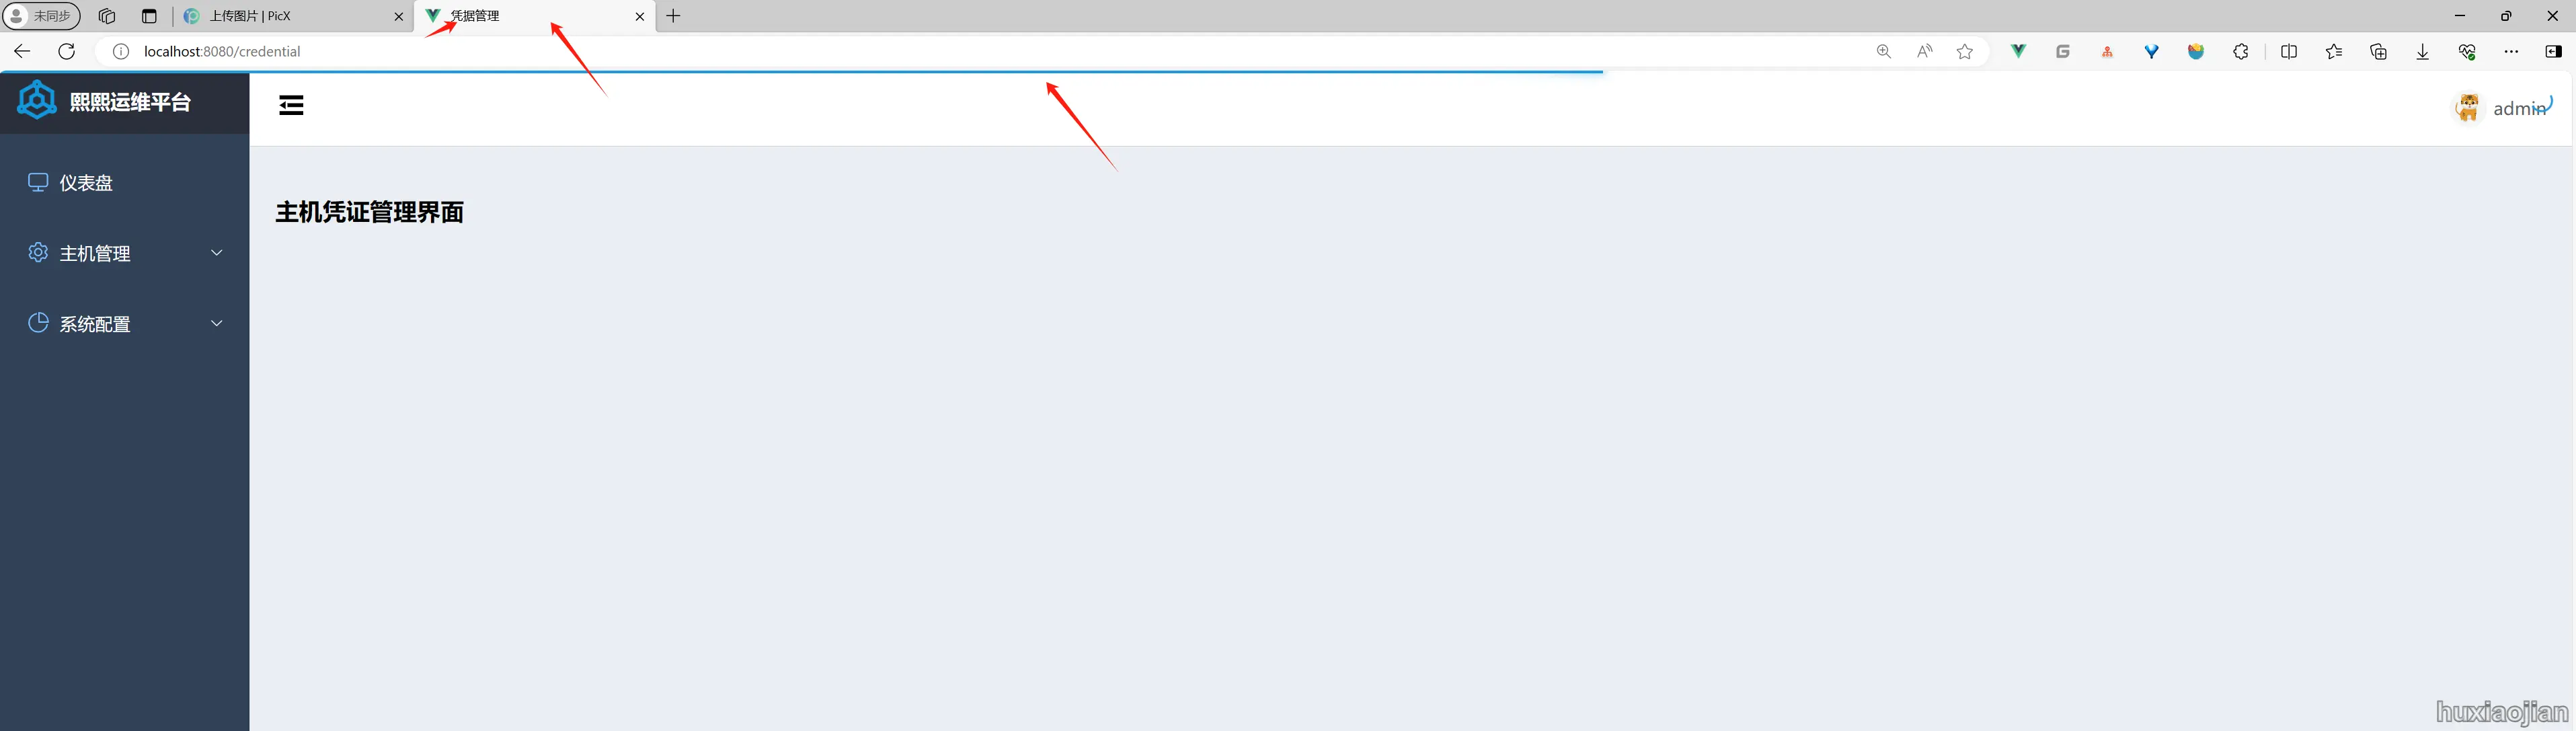 未同步
上传图片 | PicX
凭据管理
localhost:8080/credential
熙熙运维平台
admin
仪表盘
主机凭证管理界面
主机管理
系统配置
huxiaojian